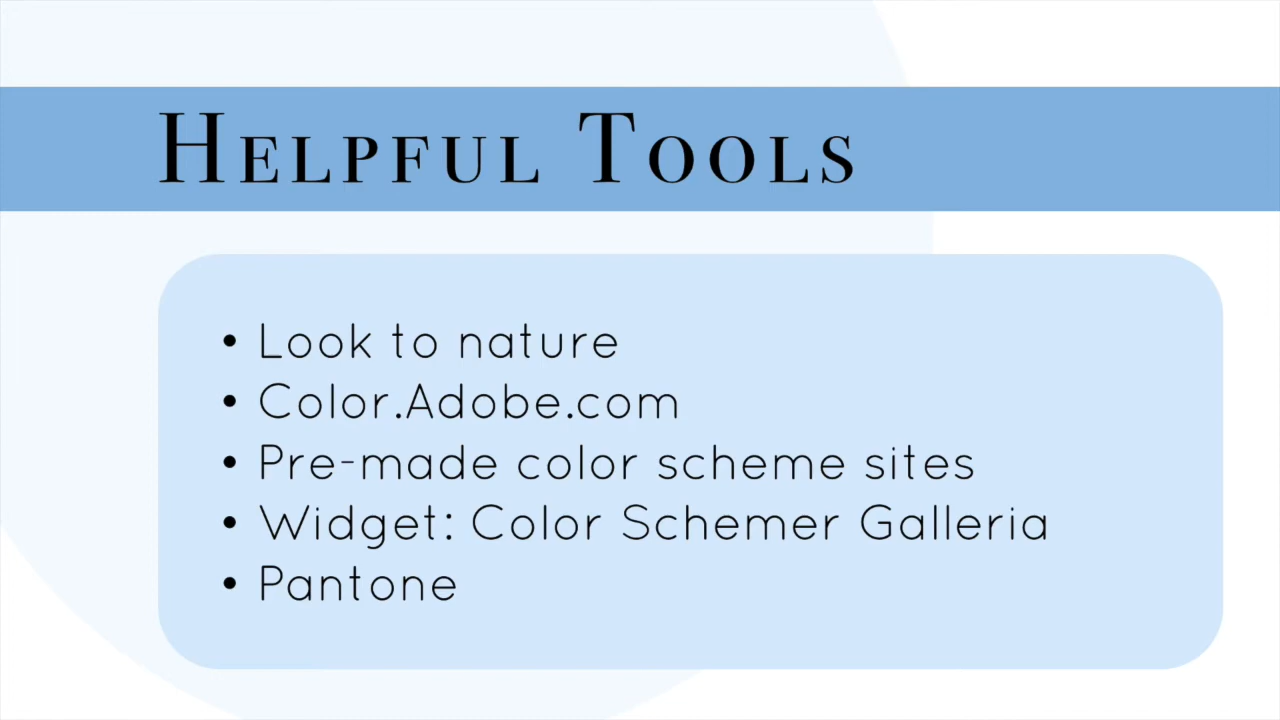 Helpful Tools
• Look to nature
• Color.Adobe.com
• Pre-made color scheme sites
• Widget: Color Schemer Galleria
• Pantone